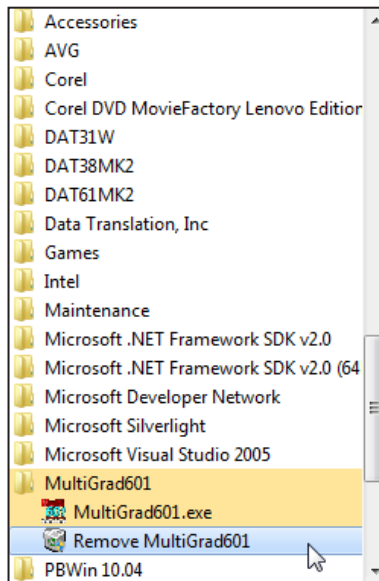 Accessories
AVG
Corel
Corel DVD MovieFactory Lenovo Edition
DAT31W
DAT38MK2
DAT61MK2
Data Translation, Inc
Games
Intel
Maintenance
Microsoft .NET Framework SDK v2.0
Microsoft .NET Framework SDK v2.0 (64
Microsoft Developer Network
Microsoft Silverlight
Microsoft Visual Studio 2005
MultiGrad601
MultiGrad601.exe
Remove MultiGrad601
PBWin 10.04